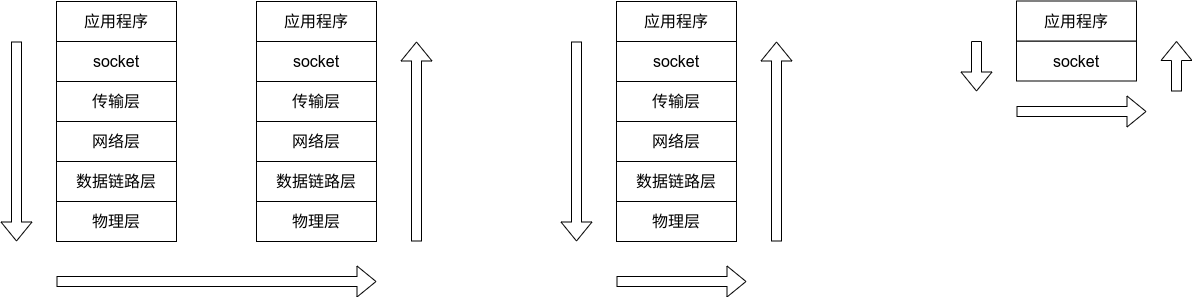 应用程序
socket
传输层
网络层
数据链路层
物理层
应用程序
socket
传输层
网络层
数据链路层
物理层
应用程序
socket
传输层
网络层
数据链路层
物理层
应用程序
socket